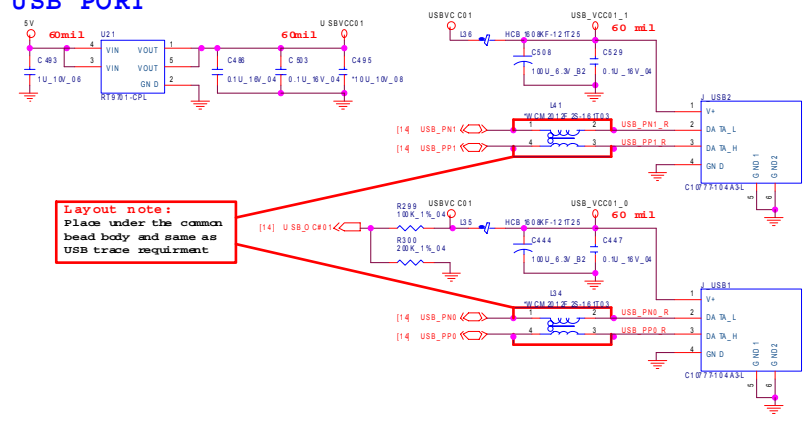 USB PORT
5V
60mil
U21
60mil
USBVCC01
4
VIN
VOUT
1
3
VIN
VOUT
5
GND
2
RT9701-CPL
C493
1U_10V_06
C486
0.1U_16V_04
C503
0.1U_16V_04
C495
*10U_10V_08
USBVCC01
L36
HCB1608KF-121T25
USB_VCC01_1
60 mil
C508
100U_6.3V_B2
C529
0.1U_16V_04
L41
*WCM2012F2S-161T03
[14] USB_PN1
1
2
USB_PN1_R
[14] USB_PP1
4
3
USB_PP1_R
J_USB2
1
V+
2
DATA_L
3
DATA_H
4
GND
GND1
GND2
5
6
C10777-104A3-L
Layout note:
Place under the common
bead body and same as
USB trace requirment
[14] USB_OC#01
R299
100K_1%_04
R300
200K_1%_04
USBVCC01
L35
HCB1608KF-121T25
USB_VCC01_0
60 mil
C444
100U_6.3V_B2
C447
0.1U_16V_04
L34
*WCM2012F2S-161T03
[14] USB_PN0
1
2
USB_PN0_R
[14] USB_PP0
4
3
USB_PP0_R
J_USB1
1
V+
2
DATA_L
3
DATA_H
4
GND
GND1
GND2
5
6
C10777-104A3-L